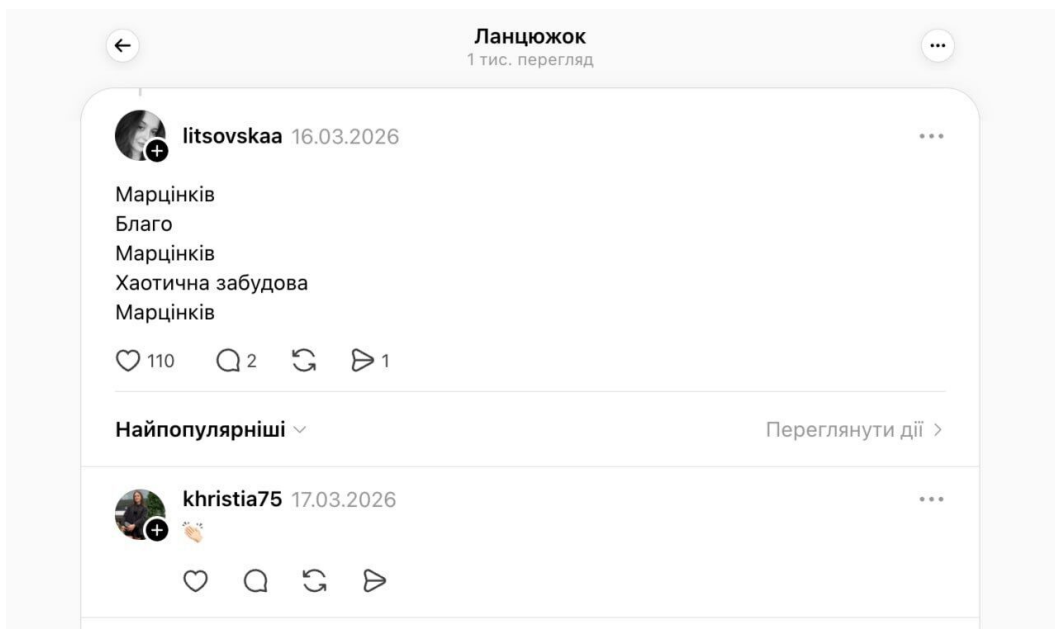 Ланцюжок
1 тис. перегляд
litsovskaa 16.03.2026
Марцінків
Благо
Марцінків
Хаотична забудова
Марцінків
110 2 1
Найпопулярніші
Переглянути дії
khristia75 17.03.2026
👏🏻